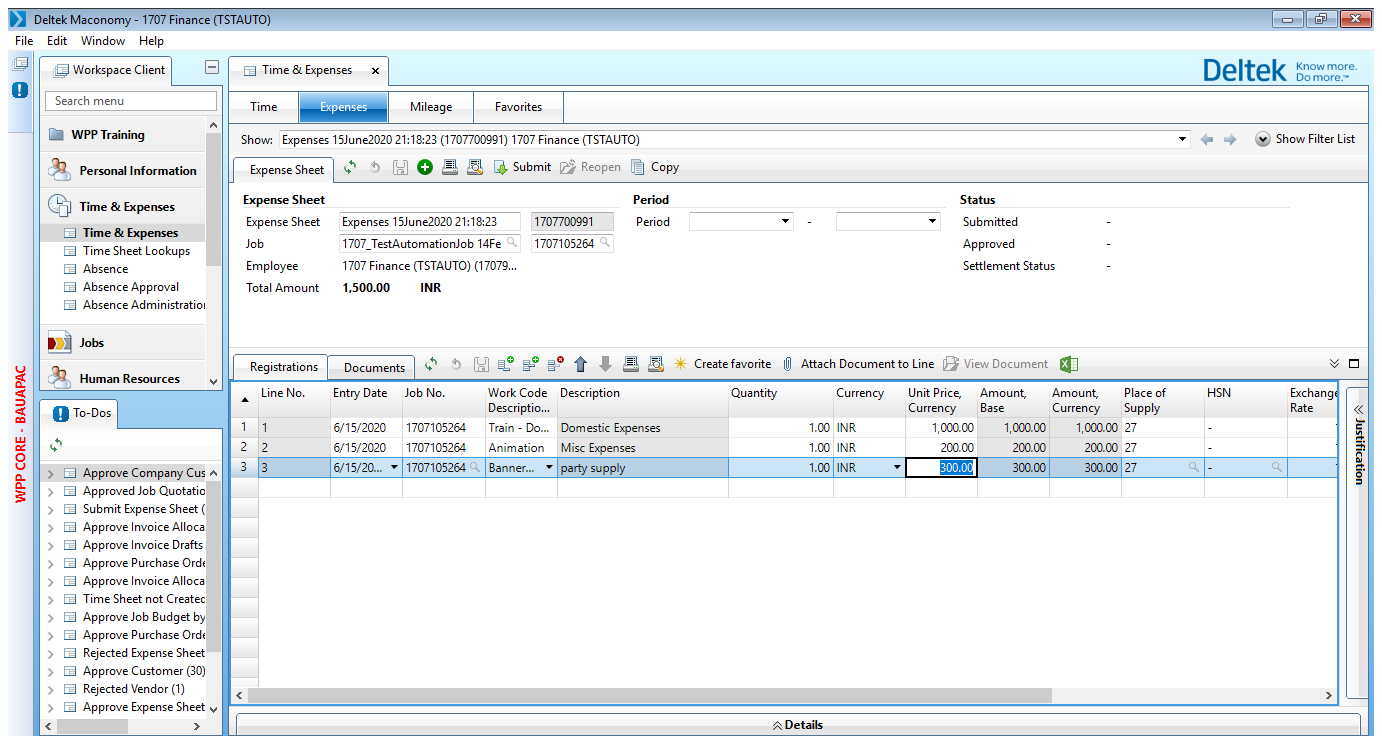 Deltek Maconomy - 1707 Finance (TSTAUTO)
File Edit Window Help
Workspace Client
Time & Expenses x
Deltek Know more. Do more.™
Search menu
Time Expenses Mileage Favorites
WPP Training
Show: Expenses 15June2020 21:18:23 (1707700991) 1707 Finance (TSTAUTO)
Show Filter List
Personal Information
Expense Sheet Submit Reopen Copy
Time & Expenses
Time & Expenses
Time Sheet Lookups
Absence
Absence Approval
Absence Administration
Jobs
Human Resources
Expense Sheet Period Status
Expense Sheet Expenses 15June2020 21:18:23 1707700991 Period - Submitted -
Job 1707_TestAutomationJob 14Fe 1707105264 Approved -
Employee 1707 Finance (TSTAUTO) (17079... Settlement Status -
Total Amount 1,500.00 INR
WPP CORE - BAUAPAC
Registrations Documents Create favorite Attach Document to Line View Document
Line No. Entry Date Job No. Work Code Descriptio... Description Quantity Currency Unit Price, Currency Amount, Base Amount, Currency Place of Supply HSN Exchange Rate
1 1 6/15/2020 1707105264 Train - Do... Domestic Expenses 1.00 INR 1,000.00 1,000.00 1,000.00 27 -
2 2 6/15/2020 1707105264 Animation Misc Expenses 1.00 INR 200.00 200.00 200.00 27 -
3 3 6/15/20... 1707105264 Banner... party supply 1.00 INR 300.00 300.00 300.00 27 -
Justification
To-Dos
Approve Company Cus
Approved Job Quotatio
Submit Expense Sheet (
Approve Invoice Alloca
Approve Invoice Drafts
Approve Purchase Orde
Approve Invoice Alloca
Time Sheet not Created
Approve Job Budget by
Approve Purchase Orde
Rejected Expense Sheet
Approve Customer (30)
Rejected Vendor (1)
Approve Expense Sheet
Details